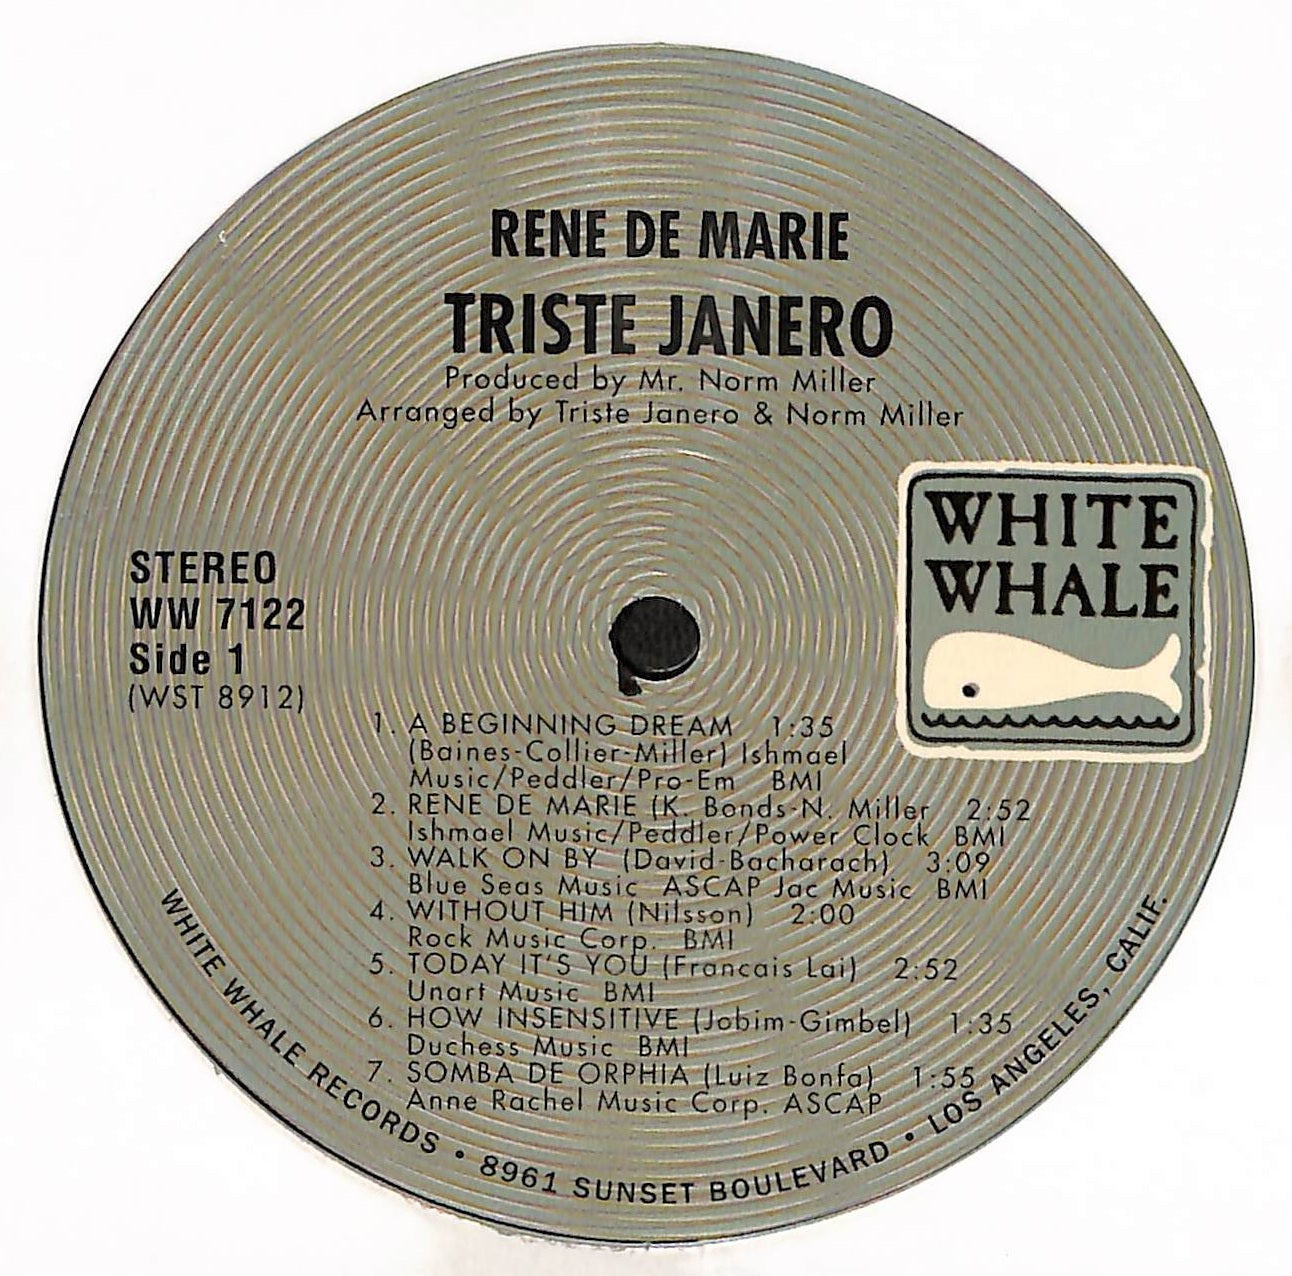 RENE DE MARIE
TRISTE JANERO
Produced by Mr. Norm Miller
Arranged by Triste Janero & Norm Miller
WHITE
WHALE
STEREO
WW 7122
Side 1
(WST 8912)
1. A BEGINNING DREAM 1:35
(Baines-Collier-Miller) Ishmael
Music/Peddler/Pro-Em BMI
2. RENE DE MARIE (K. Bonds-N. Miller 2:52
Ishmael Music/Peddler/Power Clock BMI
3. WALK ON BY (David-Bacharach) 3:09
Blue Seas Music ASCAP Jac Music BMI
4. WITHOUT HIM (Nilsson) 2:00
Rock Music Corp. BMI
5. TODAY IT'S YOU (Francais Lai) 2:52
Unart Music BMI
6. HOW INSENSITIVE (Jobim-Gimbel) 1:35
Duchess Music BMI
7. SOMBA DE ORPHIA (Luiz Bonfa) 1:55
Anne Rachel Music Corp. ASCAP
WHITE WHALE RECORDS • 8961 SUNSET BOULEVARD • LOS ANGELES, CALIF.